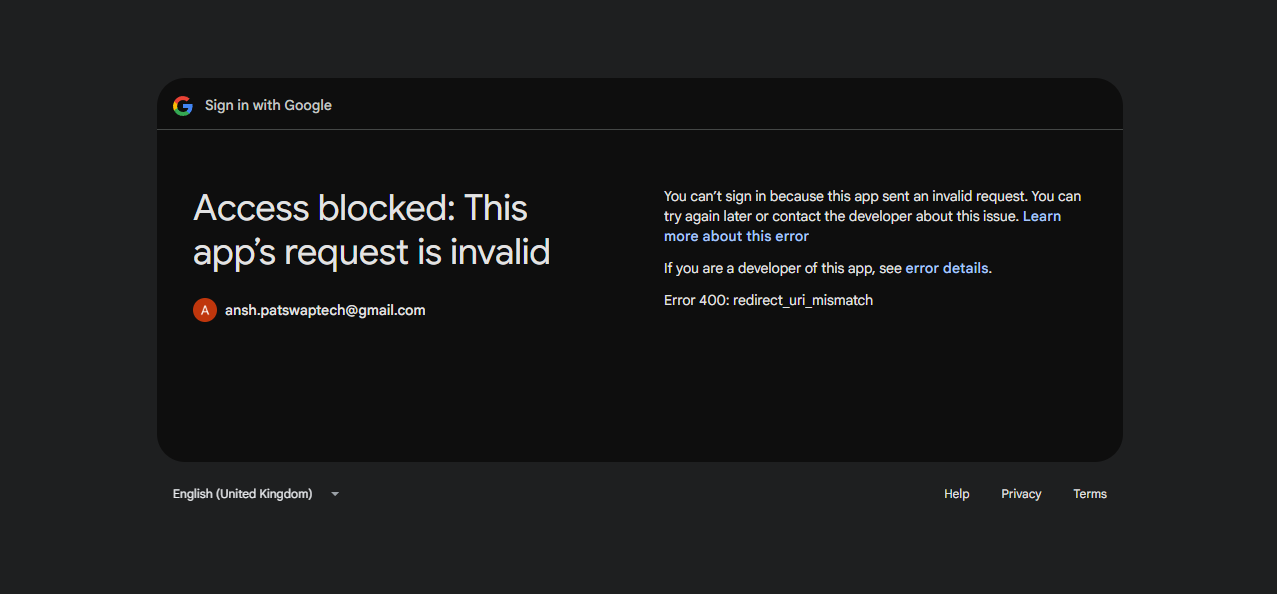 Sign in with Google
Access blocked: This
app’s request is invalid
ansh.patswaptech@gmail.com
A
You can’t sign in because this app sent an invalid request. You can
try again later or contact the developer about this issue. Learn
more about this error
If you are a developer of this app, see error details.
Error 400: redirect_uri_mismatch
English (United Kingdom)
Help
Privacy
Terms